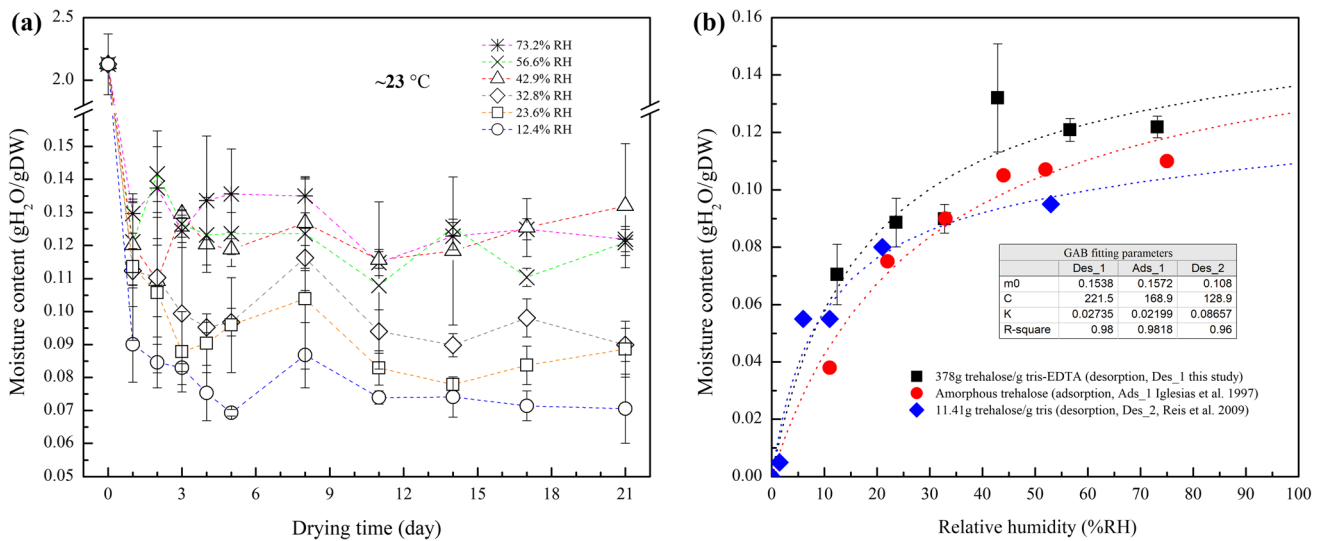 (a)
2.5
2.0
0.15
0.14
0.13
0.12
0.11
0.10
0.09
0.08
0.07
0.06
0.05
Moisture content (gH2O/gDW)
73.2% RH
56.6% RH
42.9% RH
32.8% RH
23.6% RH
12.4% RH
~23 °C
0 3 6 9 12 15 18 21
Drying time (day)
(b)
0.16
0.14
0.12
0.10
0.08
0.06
0.04
0.02
0.00
Moisture content (gH2O/gDW)
GAB fitting parameters
Des_1 Ads_1 Des_2
m0 0.1538 0.1572 0.108
C 221.5 168.9 128.9
K 0.02735 0.02199 0.08657
R-square 0.98 0.9818 0.96
378g trehalose/g tris-EDTA (desorption, Des_1 this study)
Amorphous trehalose (adsorption, Ads_1 Iglesias et al. 1997)
11.41g trehalose/g tris (desorption, Des_2, Reis et al. 2009)
0 10 20 30 40 50 60 70 80 90 100
Relative humidity (%RH)